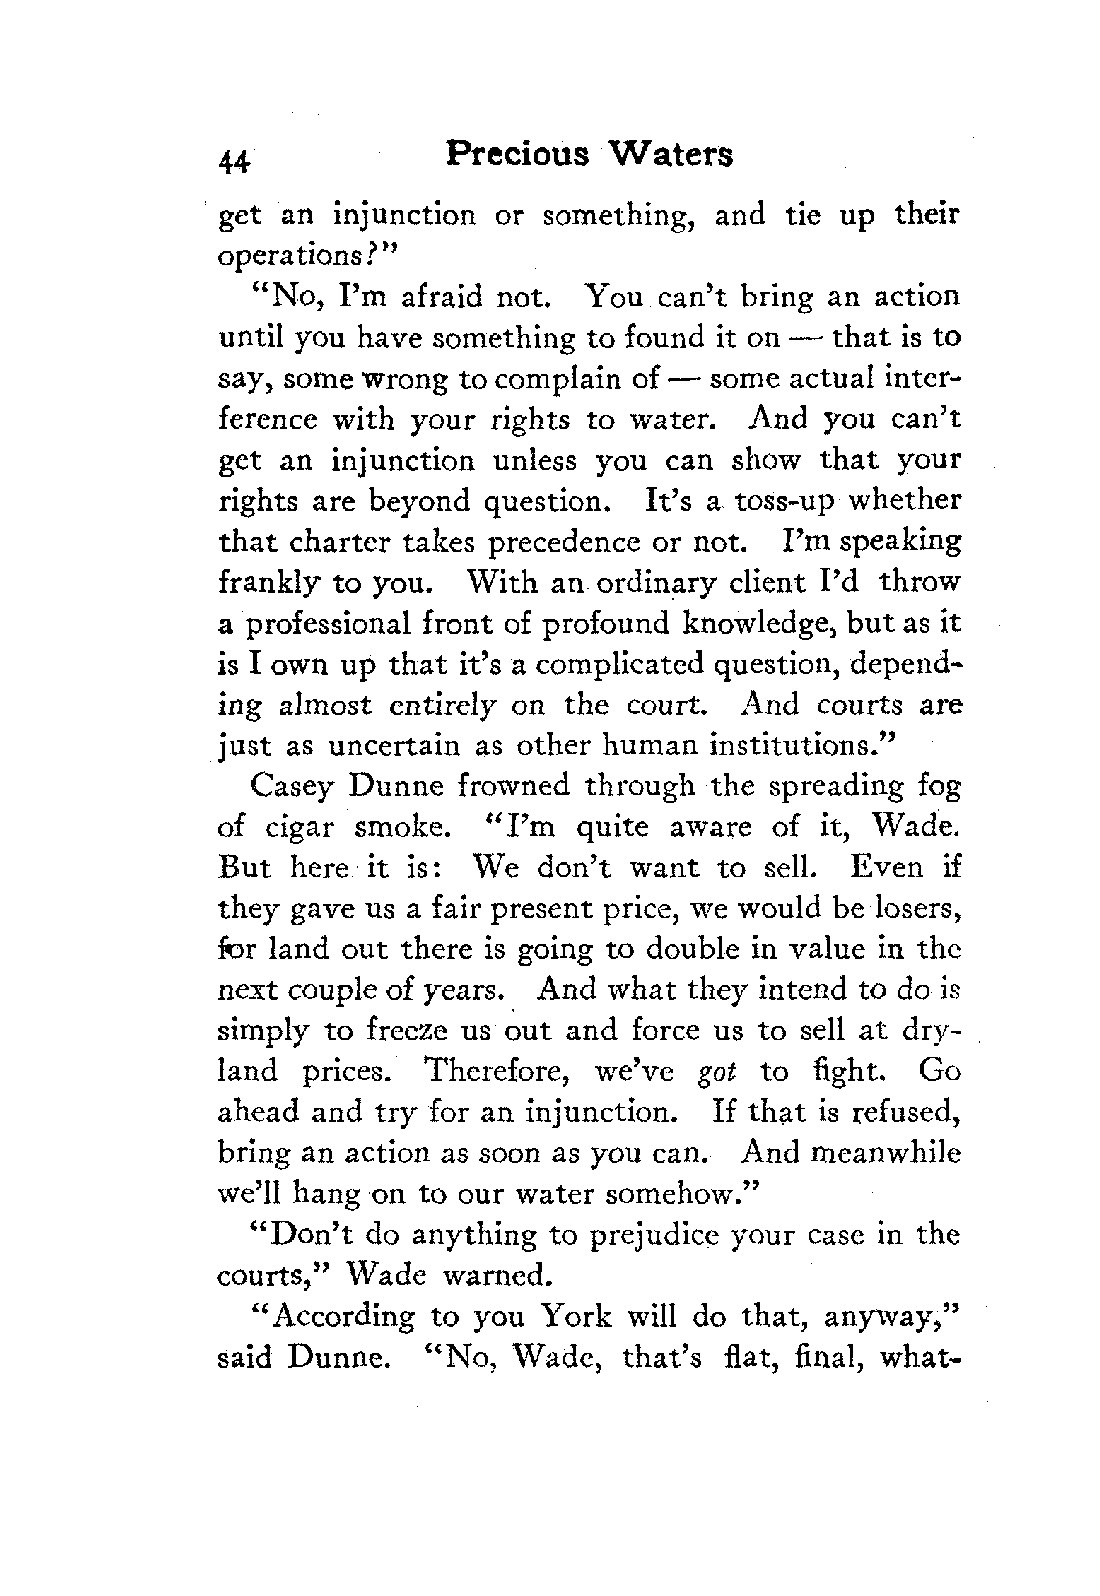 44 Precious Waters
get an injunction or something, and tie up their
operations?"
"No, I'm afraid not. You can't bring an action
until you have something to found it on — that is to
say, some wrong to complain of — some actual inter-
ference with your rights to water. And you can't
get an injunction unless you can show that your
rights are beyond question. It's a toss-up whether
that charter takes precedence or not. I'm speaking
frankly to you. With an ordinary client I'd throw
a professional front of profound knowledge, but as it
is I own up that it's a complicated question, depend-
ing almost entirely on the court. And courts are
just as uncertain as other human institutions."
Casey Dunne frowned through the spreading fog
of cigar smoke. "I'm quite aware of it, Wade.
But here it is: We don't want to sell. Even if
they gave us a fair present price, we would be losers,
for land out there is going to double in value in the
next couple of years. And what they intend to do is
simply to freeze us out and force us to sell at dry-
land prices. Therefore, we've got to fight. Go
ahead and try for an injunction. If that is refused,
bring an action as soon as you can. And meanwhile
we'll hang on to our water somehow."
"Don't do anything to prejudice your case in the
courts," Wade warned.
"According to you York will do that, anyway,"
said Dunne. "No, Wade, that's flat, final, what-